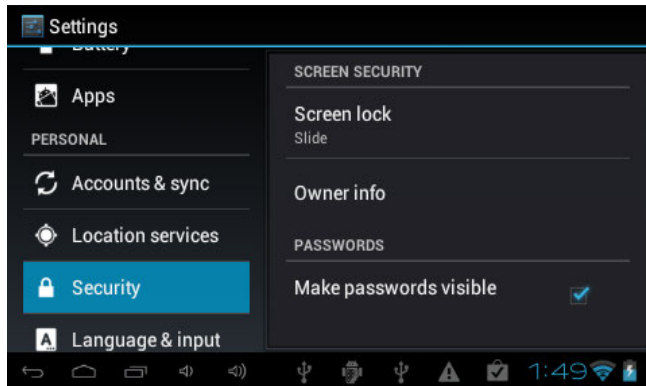 Settings
Battery
Apps
PERSONAL
Accounts & sync
Location services
Security
Language & input
SCREEN SECURITY
Screen lock
Slide
Owner info
PASSWORDS
Make passwords visible
A
1:49